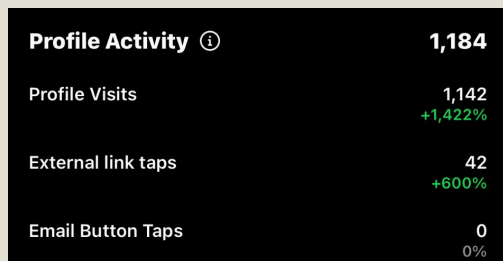 Profile Activity 1,184
Profile Visits 1,142
+1,422%
External link taps 42
+600%
Email Button Taps 0
0%